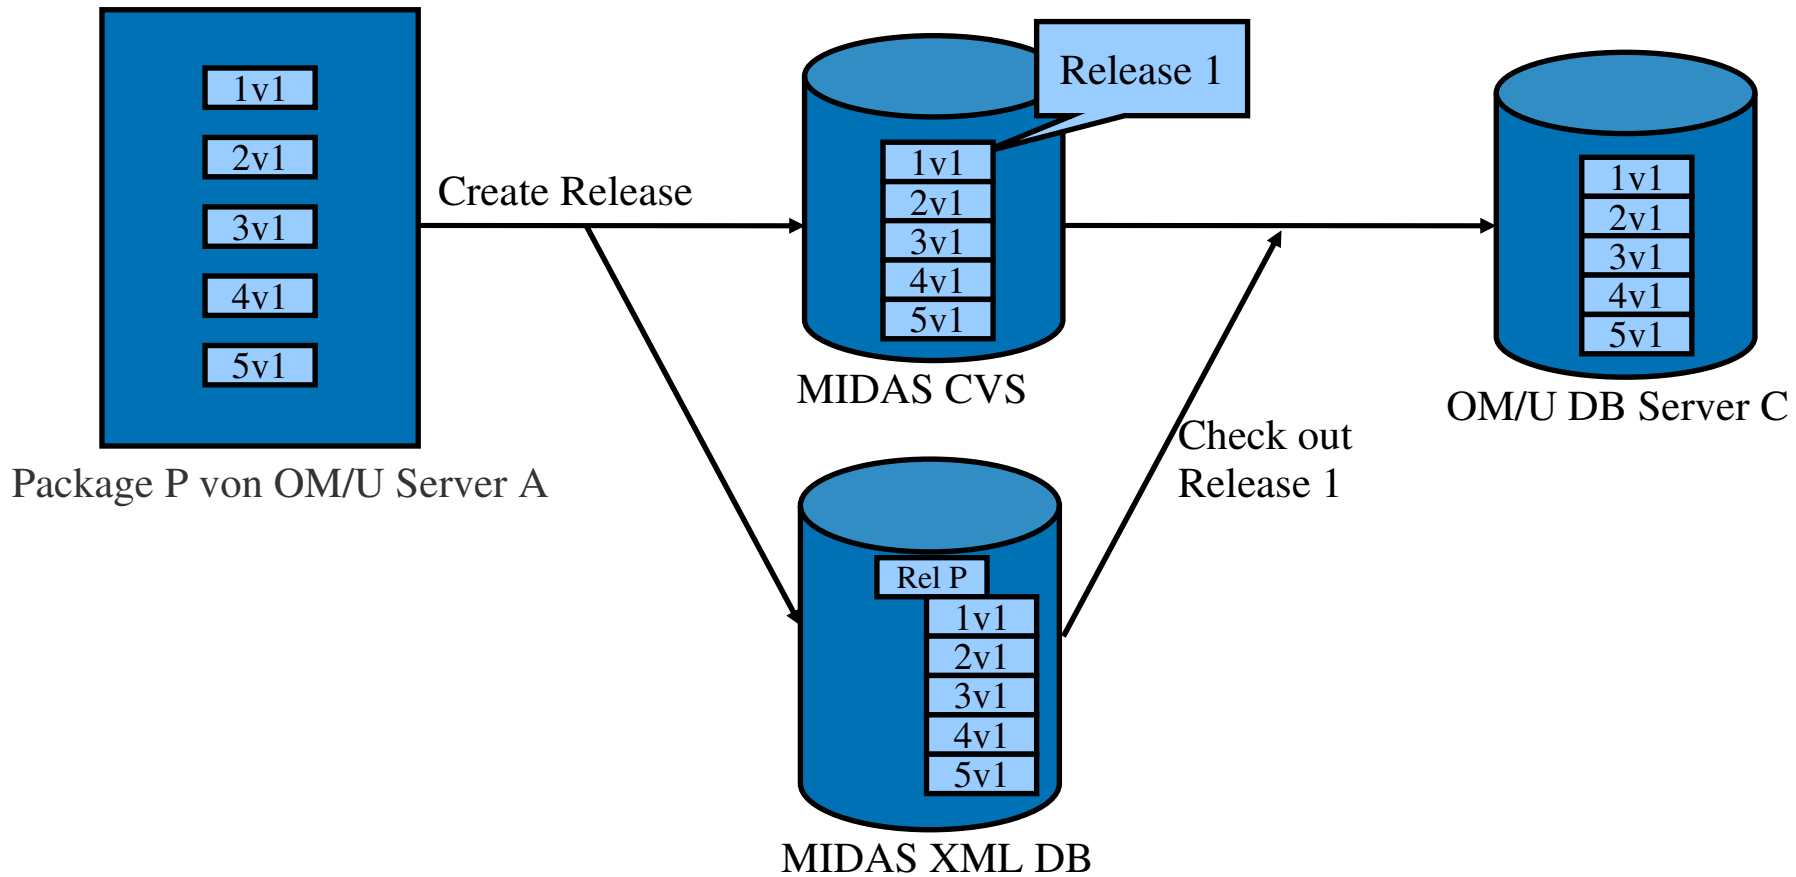 1v1
2v1
3v1
4v1
5v1
Package P von OM/U Server A
Create Release
Release 1
1v1
2v1
3v1
4v1
5v1
MIDAS CVS
Rel P
1v1
2v1
3v1
4v1
5v1
MIDAS XML DB
Check out
Release 1
1v1
2v1
3v1
4v1
5v1
OM/U DB Server C